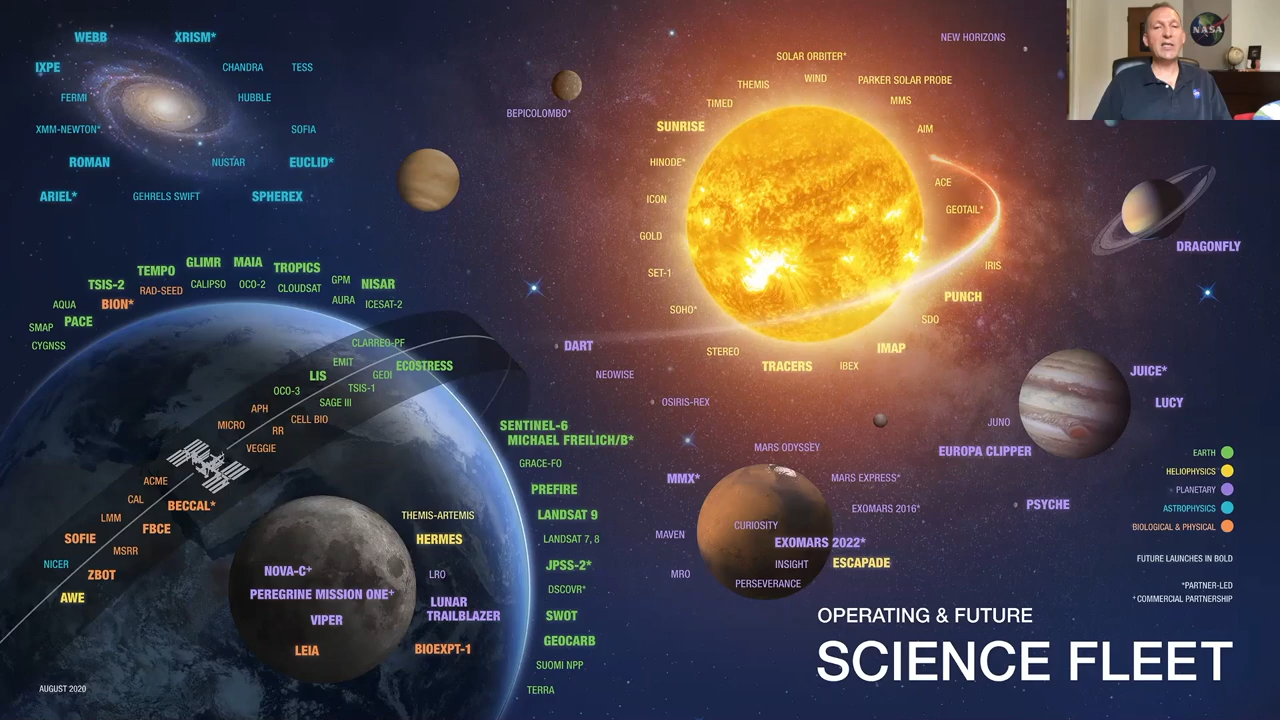 WEBB
XRISM*
IXPE
CHANDRA
TESS
FERMI
HUBBLE
XMM-NEWTON*
SOFIA
ROMAN
NUSTAR
EUCLID*
ARIEL*
GEHRELS SWIFT
SPHEREX
BEPICOLOMBO*
NEW HORIZONS
NASA
SOLAR ORBITER*
THEMIS
WIND
PARKER SOLAR PROBE
TIMED
MMS
SUNRISE
AIM
HINODE*
ACE
ICON
GEOTAIL*
GOLD
IRIS
SET-1
PUNCH
SOHO*
SDO
STEREO
IMAP
TRACERS
IBEX
DRAGONFLY
GLIMR
MAIA
TROPICS
TEMPO
TSIS-2
RAD-SEED
CALIPSO
OCO-2
CLOUDSAT
GPM
NISAR
AQUA
BION*
AURA
ICESAT-2
SMAP
PACE
CYGNSS
CLARREO-PF
EMIT
ECOSTRESS
LIS
GEDI
OCO-3
TSIS-1
SAGE III
APH
CELL BIO
MICRO
RR
VEGGIE
ACME
CAL
BECCAL*
LMM
FBCE
SOFIE
MSRR
NICER
ZBOT
AWE
DART
NEOWISE
OSIRIS-REX
JUICE*
LUCY
JUNO
EUROPA CLIPPER
PSYCHE
SENTINEL-6
MICHAEL FREILICH/B*
GRACE-FO
PREFIRE
LANDSAT 9
LANDSAT 7, 8
JPSS-2*
DSCOVR*
SWOT
GEOCARB
SUOMI NPP
TERRA
THEMIS-ARTEMIS
HERMES
NOVA-C+
LRO
PEREGRINE MISSION ONE+
LUNAR
TRAILBLAZER
VIPER
LEIA
BIOEXPT-1
MARS ODYSSEY
MMX*
MARS EXPRESS*
EXOMARS 2016*
CURIOSITY
MAVEN
EXOMARS 2022*
INSIGHT
ESCAPADE
MRO
PERSEVERANCE
EARTH
HELIOPHYSICS
PLANETARY
ASTROPHYSICS
BIOLOGICAL & PHYSICAL
FUTURE LAUNCHES IN BOLD
*PARTNER-LED
+COMMERCIAL PARTNERSHIP
OPERATING & FUTURE
SCIENCE FLEET
AUGUST 2020